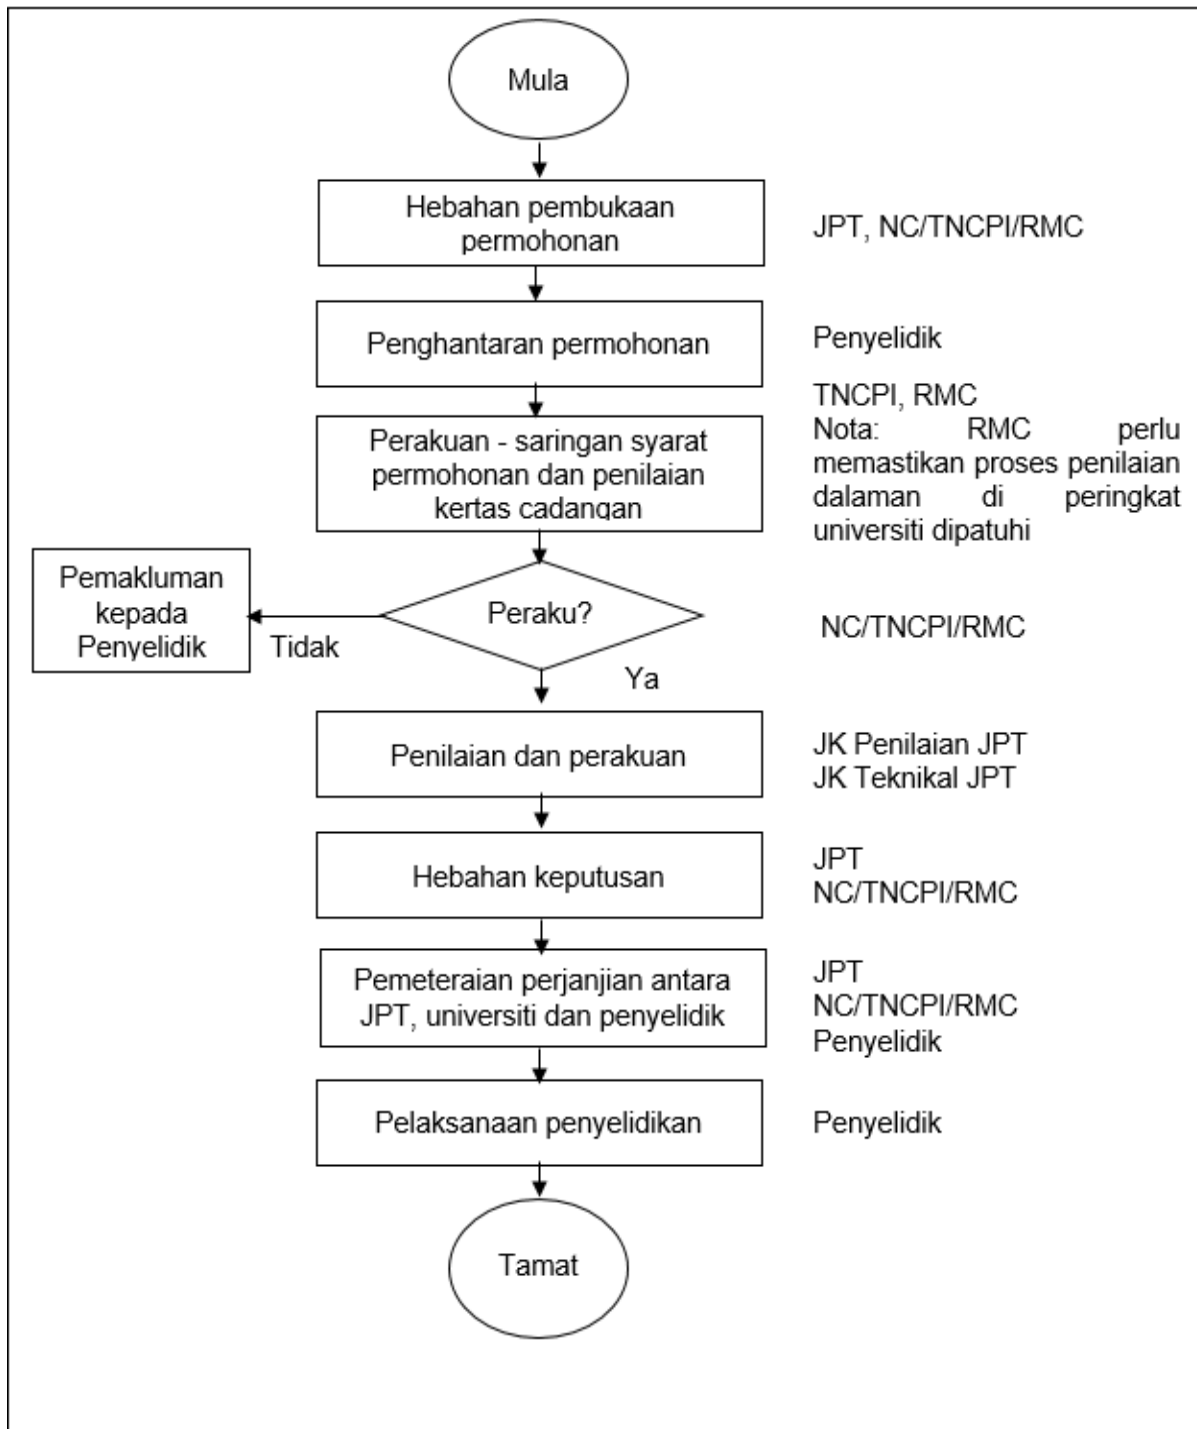 Mula
Hebahan pembukaan
permohonan
JPT, NC/TNCPI/RMC
Penghantaran permohonan
Penyelidik
Perakuan - saringan syarat
permohonan dan penilaian
kertas cadangan
TNCPI, RMC
Nota: RMC perlu
memastikan proses penilaian
dalaman di peringkat
universiti dipatuhi
Peraku?
NC/TNCPI/RMC
Tidak
Pemakluman
kepada
Penyelidik
Ya
Penilaian dan perakuan
JK Penilaian JPT
JK Teknikal JPT
Hebahan keputusan
JPT
NC/TNCPI/RMC
Pemeteraian perjanjian antara
JPT, universiti dan penyelidik
JPT
NC/TNCPI/RMC
Penyelidik
Pelaksanaan penyelidikan
Penyelidik
Tamat